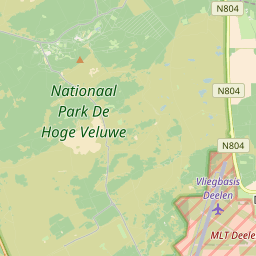 N804
N804
Nationaal
Park De
Hoge Veluwe
N804
Vliegbasis
Deelen
MLT Deele